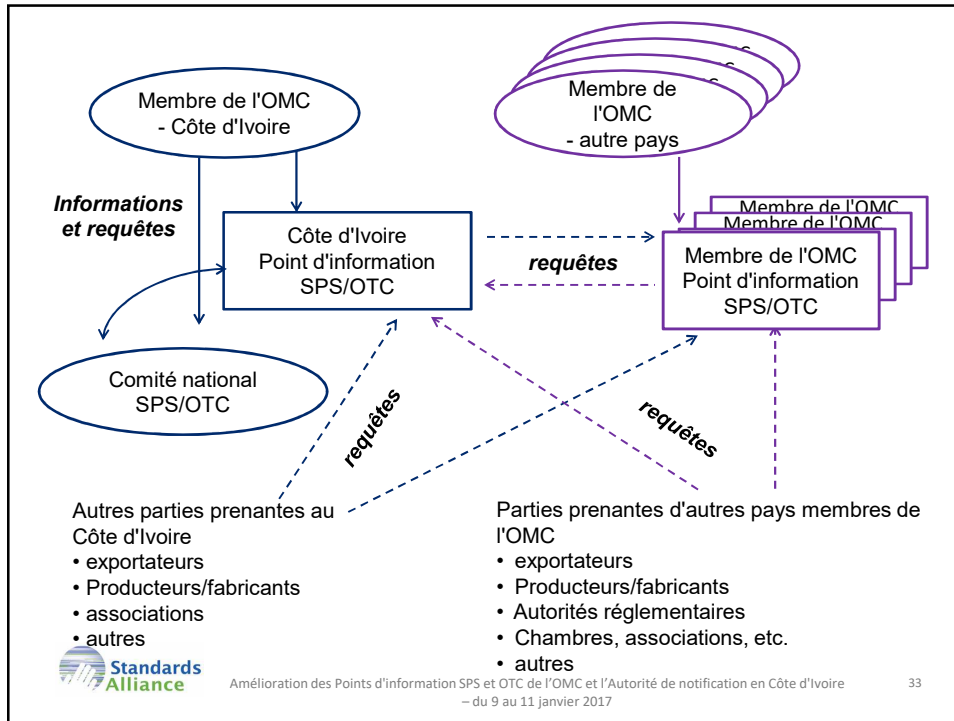 Membre de l'OMC
- Côte d'Ivoire
Membre de
l'OMC
- autre pays
Informations
et requêtes
Côte d'Ivoire
Point d'information
SPS/OTC
requêtes
Membre de l'OMC
Membre de l'OMC
Membre de l'OMC
Point d'information
SPS/OTC
Comité national
SPS/OTC
requêtes
requêtes
Autres parties prenantes au
Côte d'Ivoire
• exportateurs
• Producteurs/fabricants
• associations
• autres
Parties prenantes d'autres pays membres de
l'OMC
• exportateurs
• Producteurs/fabricants
• Autorités réglementaires
• Chambres, associations, etc.
• autres
Standards
Alliance
Amélioration des Points d'information SPS et OTC de l'OMC et l'Autorité de notification en Côte d'Ivoire
– du 9 au 11 janvier 2017
33